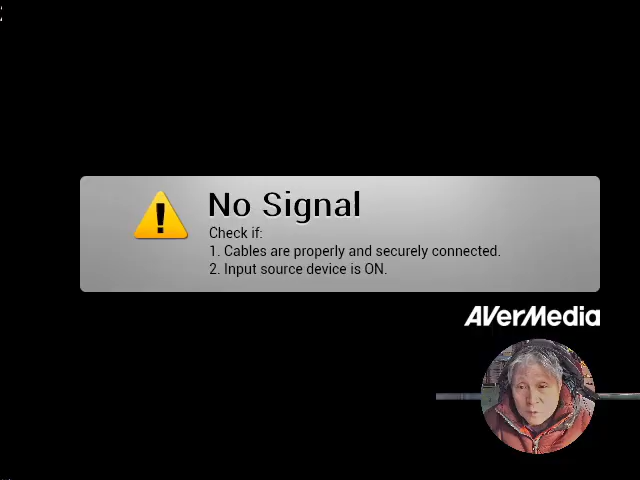 No Signal
Check if:
1. Cables are properly and securely connected.
2. Input source device is ON.
AVerMedia